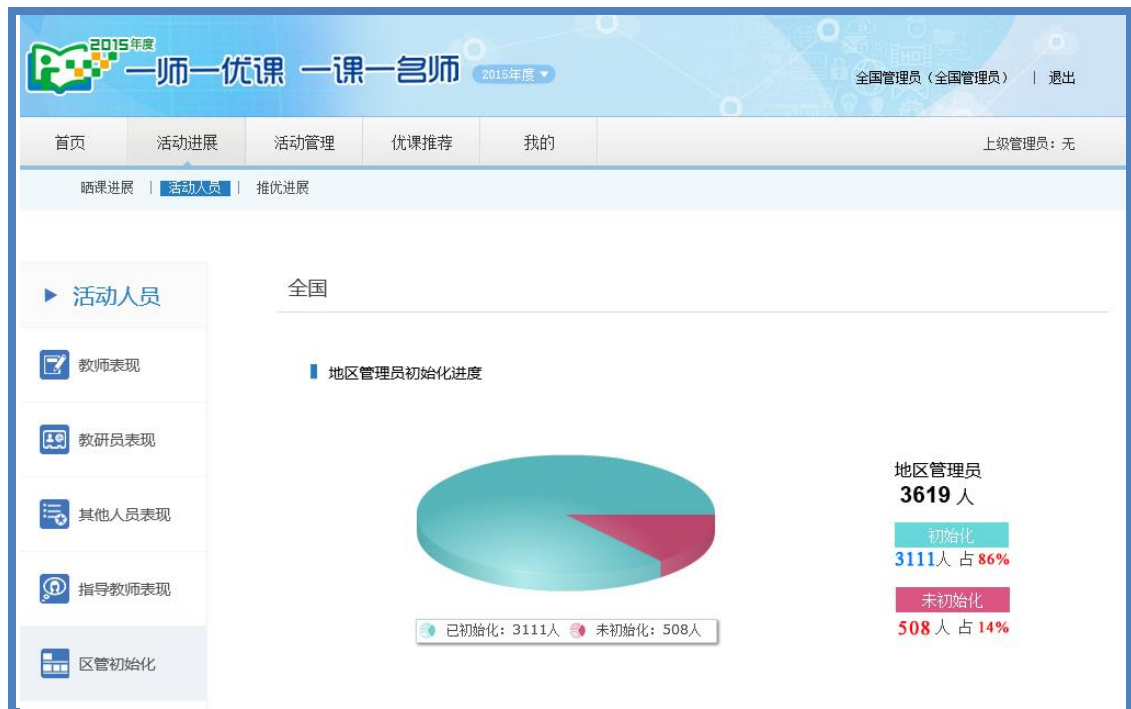 2015年度
一师一优课 一课一名师
2015年度
全国管理员（全国管理员） | 退出
首页 活动进展 活动管理 优课推荐 我的 上级管理员：无
晒课进展 | 活动人员 | 推优进展
活动人员
教师表现
教研员表现
其他人员表现
指导教师表现
区管初始化
全国
地区管理员初始化进度
已初始化：3111人 未初始化：508人
地区管理员
3619 人
初始化
3111人 占 86%
未初始化
508 人 占 14%